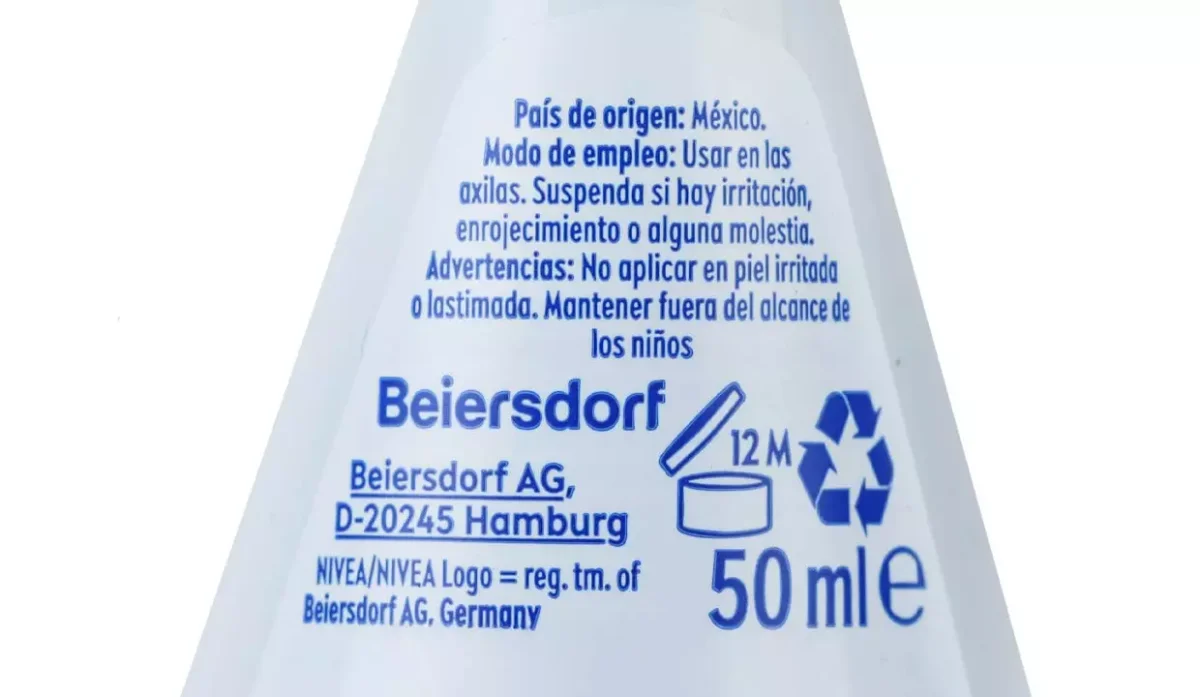 País de origen: México.
Modo de empleo: Usar en las
axilas. Suspenda si hay irritación,
enrojecimiento o alguna molestia.
Advertencias: No aplicar en piel irritada
o lastimada. Mantener fuera del alcance de
los niños
Beiersdorf
12 M
Beiersdorf AG,
D-20245 Hamburg
NIVEA/NIVEA Logo = reg. tm. of
Beiersdorf AG, Germany
50 ml e